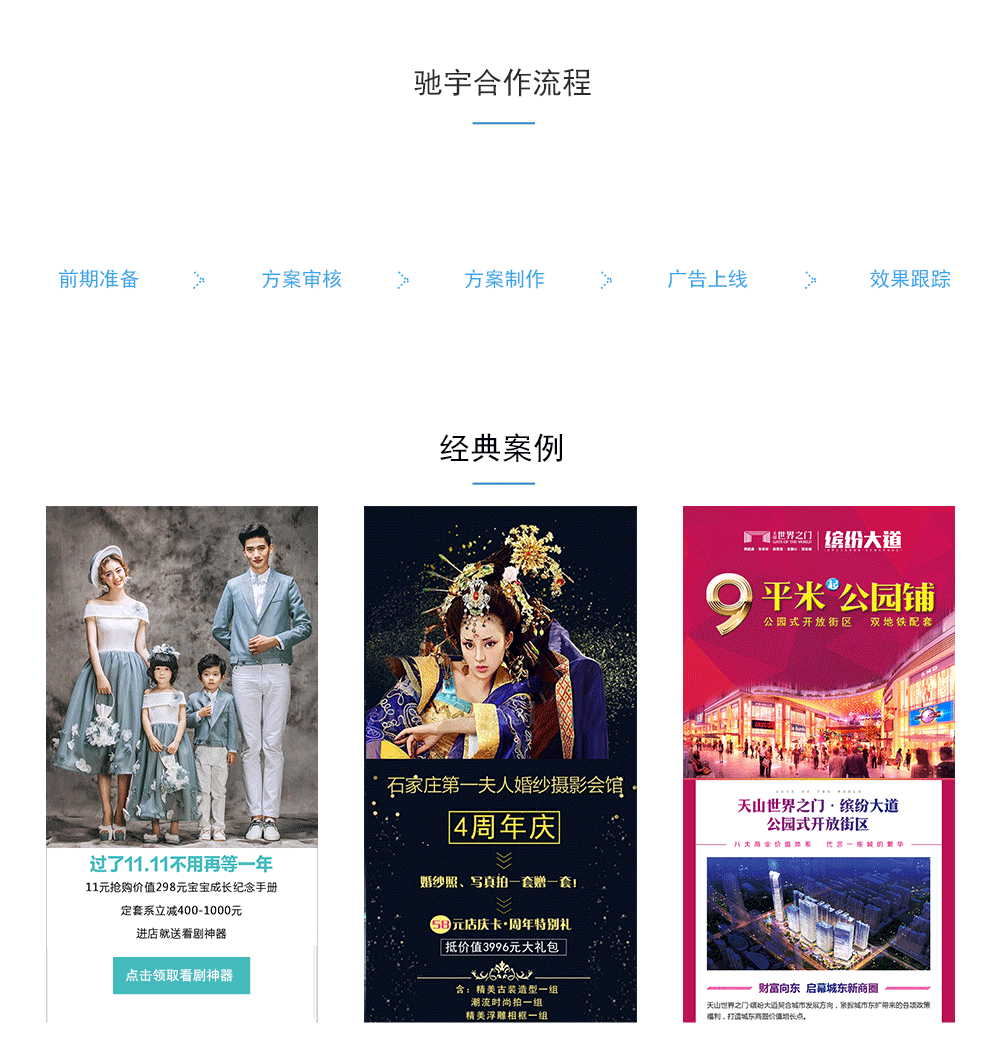 驰宇合作流程
前期准备
方案审核
方案制作
广告上线
效果跟踪
经典案例
过了11.11不用再等一年
11元抢购价值298元宝宝成长纪念手册
定套系立减400-1000元
进店就送看剧神器
点击领取看剧神器
石家庄第一夫人婚纱摄影会馆
4周年庆
婚纱照、写真拍一套赠一套!
58元店庆卡·周年特别礼
抵价值3996元大礼包
含:精美古装造型一组
潮流时尚拍一组
精美浮雕相框一组
世界之门 缤纷大道
GATE OF THE WORLD
9平米起公园铺
公园式开放街区 双地铁配套
GATE OF THE WORLD
天山世界之门·缤纷大道
公园式开放街区
八大商业价值体系 代言一座城的繁华
财富向东 启幕城东新商圈
天山世界之门·缤纷大道契合城市发展方向,紧握城市东扩带来的各项政策
福利,打造城东商圈价值增长点。